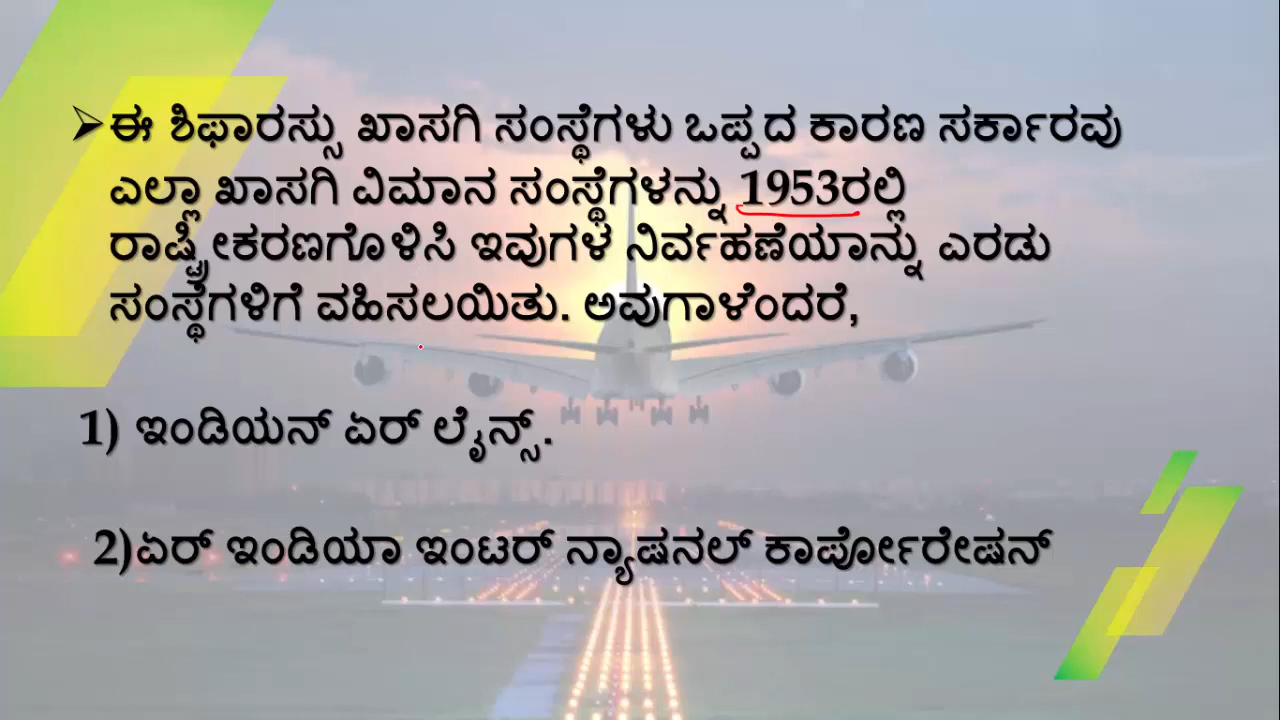 ಈ ಶಿಫಾರಸ್ಸು ಖಾಸಗಿ ಸಂಸ್ಥೆಗಳು ಒಪ್ಪದ ಕಾರಣ ಸರ್ಕಾರವು
ಎಲ್ಲಾ ಖಾಸಗಿ ವಿಮಾನ ಸಂಸ್ಥೆಗಳನ್ನು 1953ರಲ್ಲಿ
ರಾಷ್ಟ್ರೀಕರಣಗೊಳಿಸಿ ಇವುಗಳ ನಿರ್ವಹಣೆಯಾನ್ನು ಎರಡು
ಸಂಸ್ಥೆಗಳಿಗೆ ವಹಿಸಲಯಿತು. ಅವುಗಾಳೆಂದರೆ,
1) ಇಂಡಿಯನ್ ಏರ್ ಲೈನ್ಸ್.
2)ಏರ್ ಇಂಡಿಯಾ ಇಂಟರ್ ನ್ಯಾಷನಲ್ ಕಾರ್ಪೋರೇಷನ್